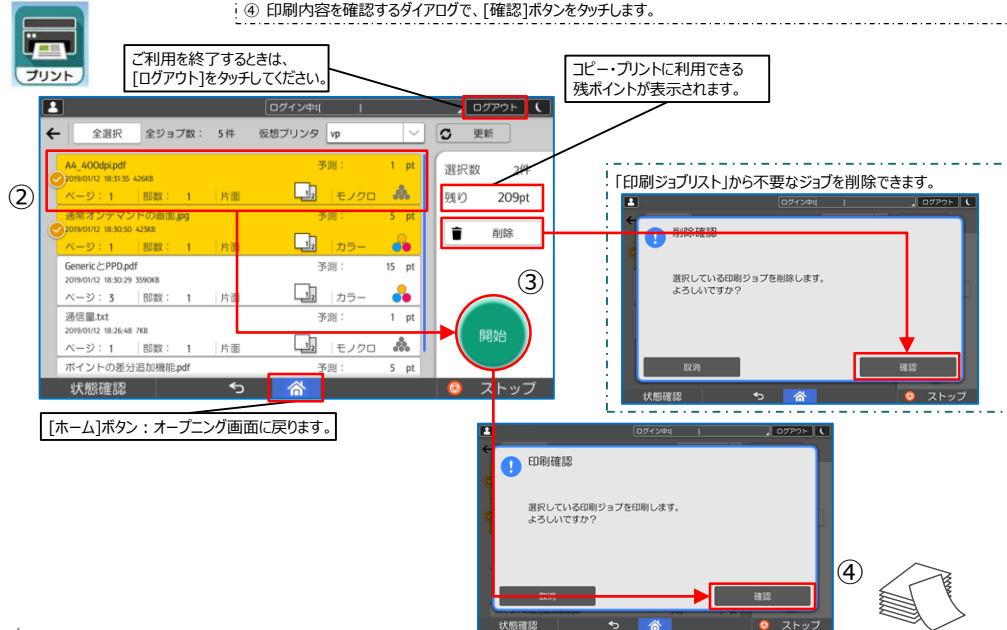 ④ 印刷内容を確認するダイアログで、[確認]ボタンをタッチします。
プリント
ご利用を終了するときは、
[ログアウト]をタッチしてください。
コピー・プリントに利用できる
残ポイントが表示されます。
②
ログイン中:[ ]
ログアウト
全選択 全ジョブ数： 5件 仮想プリンタ vp 更新
A4_400dpi.pdf 予測： 1 pt
2019/01/12 18:31:35 426KB
ページ：1 部数： 1 片面 モノクロ
通常オンデマンドの画面.jpg 予測： 5 pt
2019/01/12 18:30:50 423KB
ページ：1 部数： 1 片面 カラー
GenericとPPD.pdf 予測： 15 pt
2019/01/12 18:30:29 3590KB
ページ：3 部数： 1 片面 カラー
通信量.txt 予測： 1 pt
2019/01/12 18:26:48 7KB
ページ：1 部数： 1 片面 モノクロ
ポイントの差分追加機能.pdf 予測： 5 pt
選択数 2件
残り 209pt
削除
③
開始
状態確認 ストップ
[ホーム]ボタン：オープニング画面に戻ります。
「印刷ジョブリスト」から不要なジョブを削除できます。
ログイン中:[ ] ログアウト
削除確認
選択している印刷ジョブを削除します。
よろしいですか？
取消 確認
状態確認 ストップ
ログイン中:[ ] ログアウト
印刷確認
選択している印刷ジョブを印刷します。
よろしいですか？
取消 確認
④
状態確認 ストップ